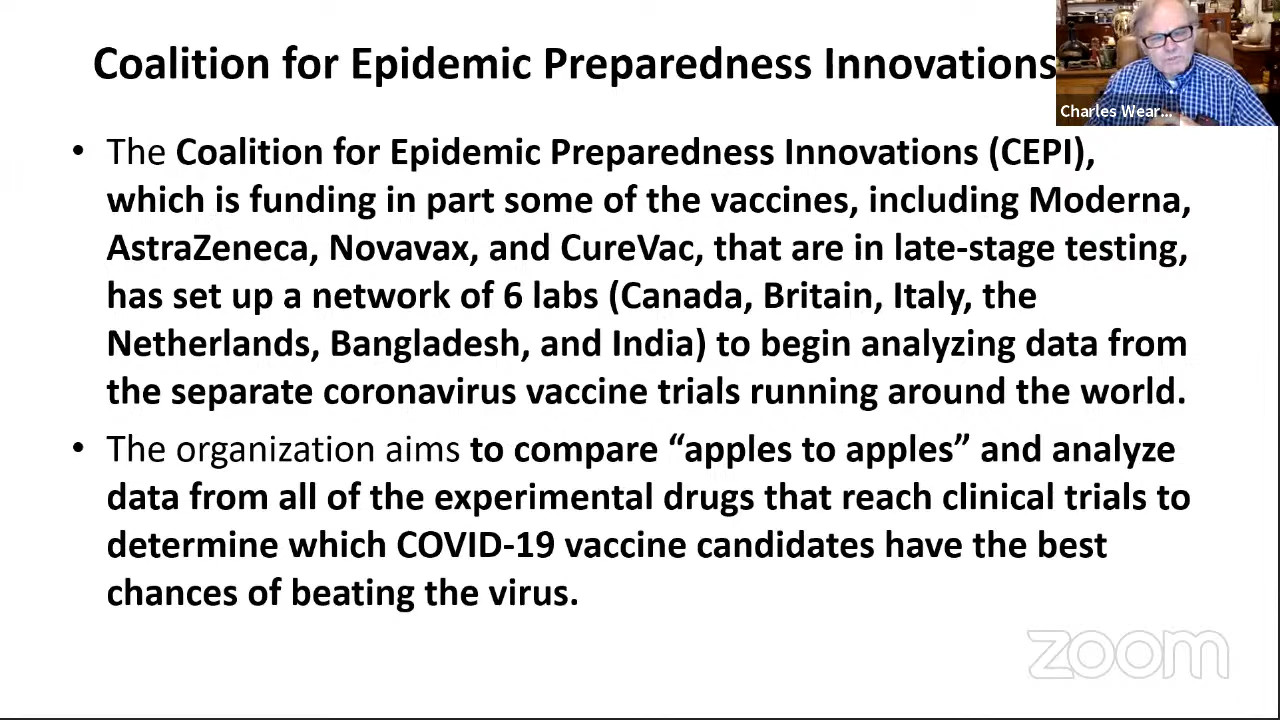 Coalition for Epidemic Preparedness Innovations
Charles Wear...
• The Coalition for Epidemic Preparedness Innovations (CEPI),
which is funding in part some of the vaccines, including Moderna,
AstraZeneca, Novavax, and CureVac, that are in late-stage testing,
has set up a network of 6 labs (Canada, Britain, Italy, the
Netherlands, Bangladesh, and India) to begin analyzing data from
the separate coronavirus vaccine trials running around the world.
• The organization aims to compare “apples to apples” and analyze
data from all of the experimental drugs that reach clinical trials to
determine which COVID-19 vaccine candidates have the best
chances of beating the virus.
zoom